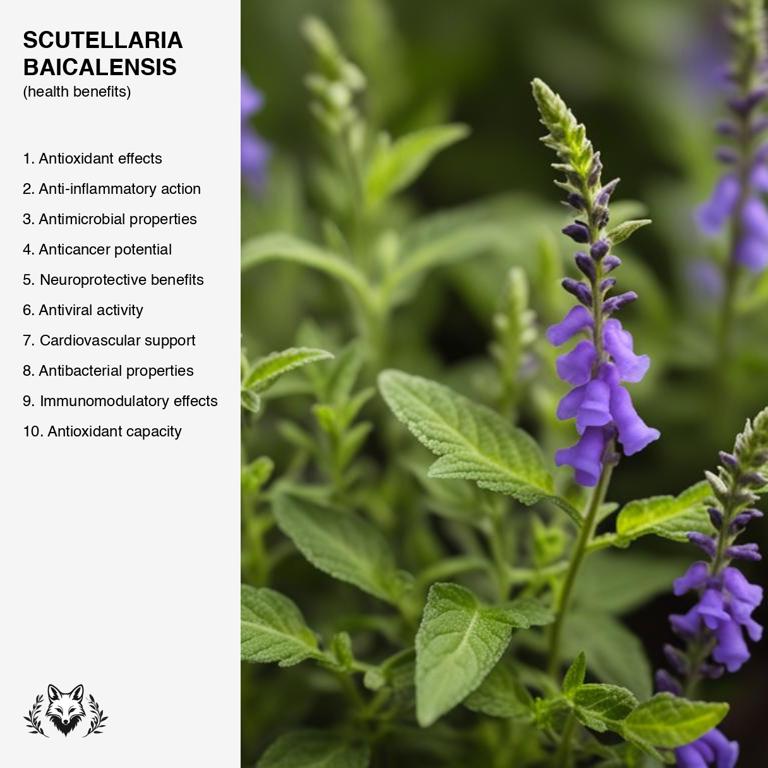 SCUTELLARIA
BAICALENSIS
(health benefits)
1. Antioxidant effects
2. Anti-inflammatory action
3. Antimicrobial properties
4. Anticancer potential
5. Neuroprotective benefits
6. Antiviral activity
7. Cardiovascular support
8. Antibacterial properties
9. Immunomodulatory effects
10. Antioxidant capacity